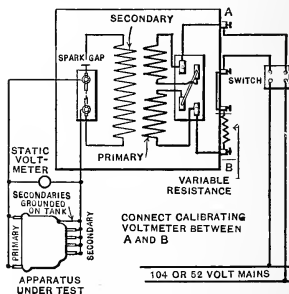 SECONDARY
A
SPARK GAP
SWITCH
PRIMARY
B
VARIABLE
RESISTANCE
STATIC
VOLT-
METER
SECONDARIES
GROUNDED
ON TANK
PRIMARY
SECONDARY
CONNECT CALIBRATING
VOLTMETER BETWEEN
A AND B
104 OR 52 VOLT MAINS
APPARATUS
UNDER TEST